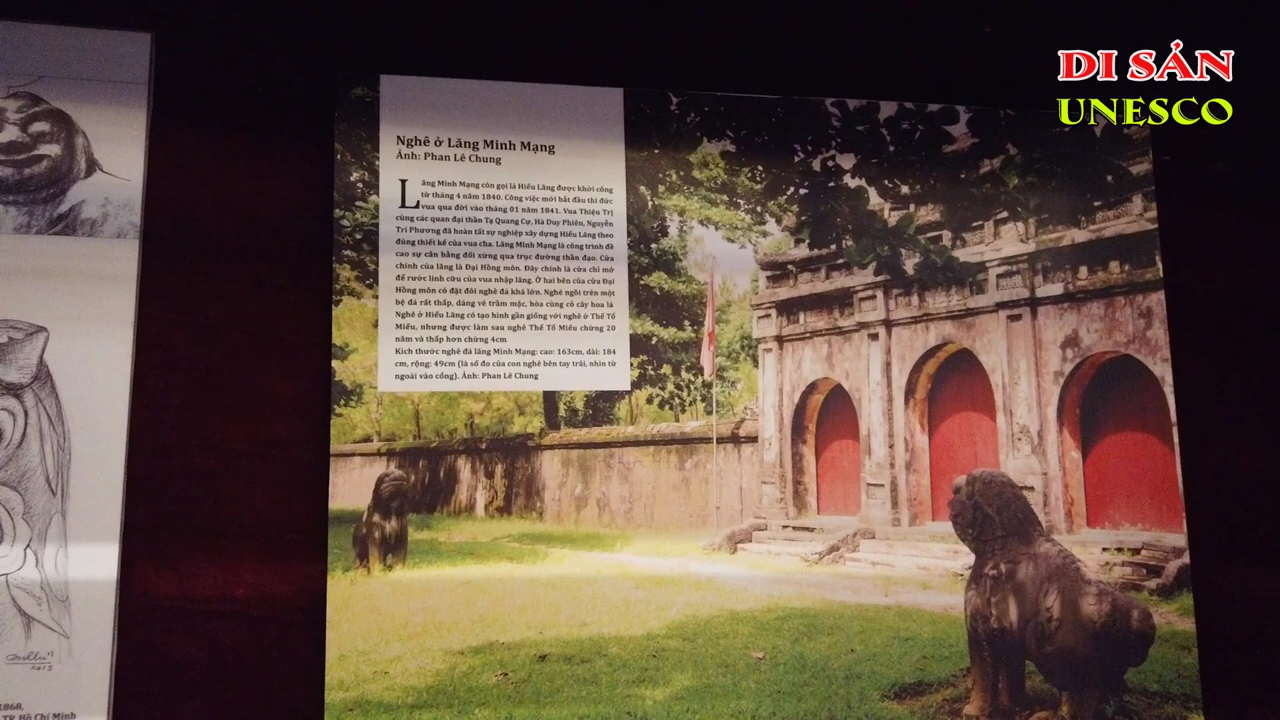 DI SẢN
UNESCO
Nghê ở Lăng Minh Mạng
Ảnh: Phan Lê Chung
Lăng Minh Mạng còn gọi là Hiếu Lăng được khởi công
từ tháng 4 năm 1840. Công việc mới bắt đầu thì đức
vua qua đời vào tháng 01 năm 1841. Vua Thiệu Trị
cùng các quan đại thần Tạ Quang Cự, Hà Duy Phiên, Nguyễn
Tri Phương đã hoàn tất sự nghiệp xây dựng Hiếu Lăng theo
đúng thiết kế của vua cha. Lăng Minh Mạng là công trình đề
cao sự cân bằng đối xứng qua trục đường thần đạo. Cửa
chính của lăng là Đại Hồng môn. Đây chính là cửa chỉ mở
để rước linh cữu của vua nhập lăng. Ở hai bên của cửa Đại
Hồng môn có đặt đôi nghê đá khá lớn. Nghê ngồi trên một
bệ đá rất thấp, dáng vẻ trầm mặc, hòa cùng cỏ cây hoa lá
Nghê ở Hiếu Lăng có tạo hình gần giống với nghê ở Thế Tổ
Miếu, nhưng được làm sau nghê Thế Tổ Miếu chừng 20
năm và thấp hơn chừng 4cm
Kích thước nghê đá lăng Minh Mạng: cao: 163cm, dài: 184
cm, rộng: 49cm (là số đo của con nghê bên tay trái, nhìn từ
ngoài vào cổng). Ảnh: Phan Lê Chung
2015
1868,
TP. Hồ Chí Minh